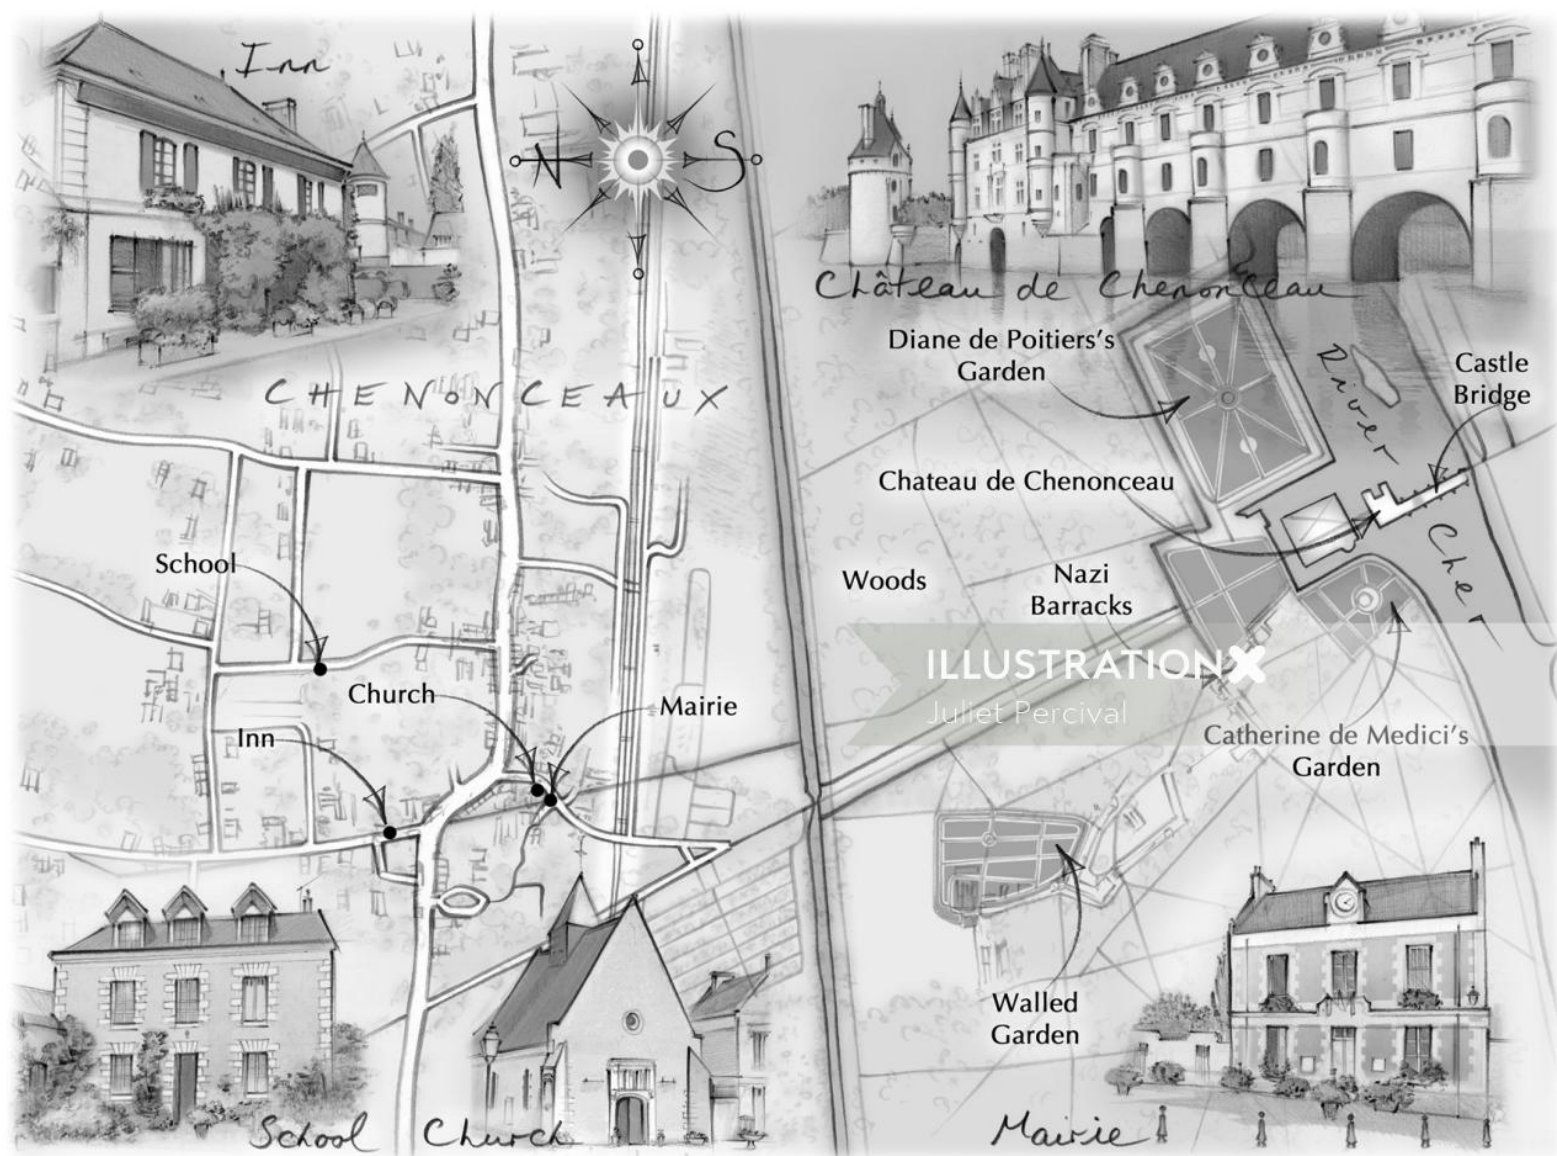 Inn
N
S
Château de Chenonceau
Diane de Poitiers's
Garden
River
Castle
Bridge
CHENONCEAUX
Chateau de Chenonceau
Cher
School
Woods
Nazi
Barracks
ILLUSTRATIONX
Juliet Percival
Church
Mairie
Inn
Catherine de Medici's
Garden
Walled
Garden
School
Church
Mairie